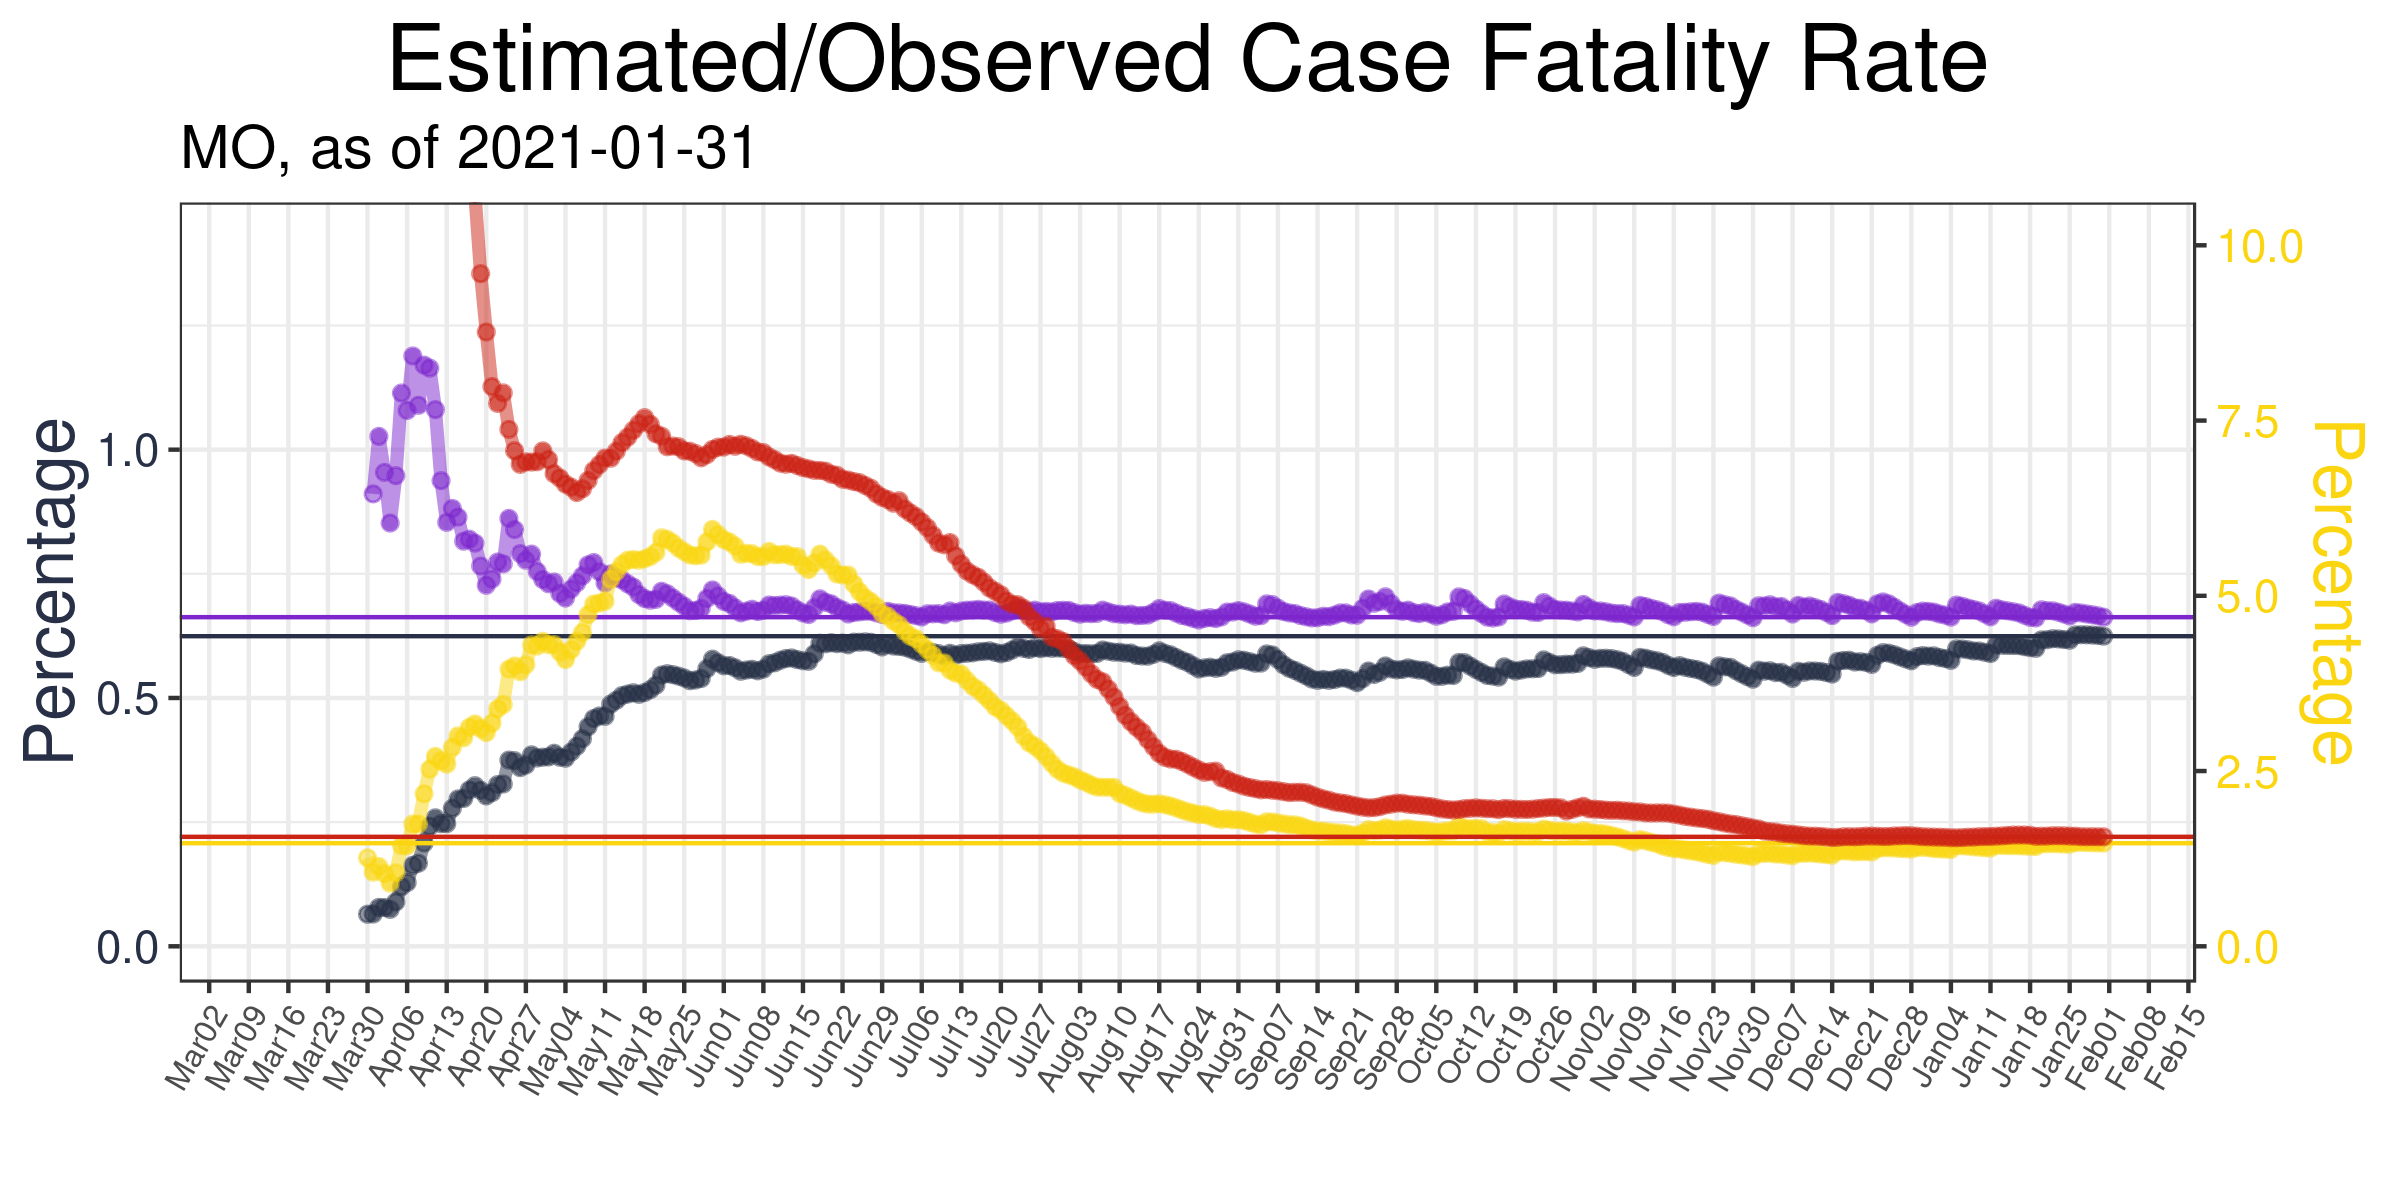 Estimated/Observed Case Fatality Rate
MO, as of 2021-01-31
Percentage
1.0
0.5
0.0
10.0
7.5
5.0
2.5
0.0
Percentage
Mar02
Mar09
Mar16
Mar23
Mar30
Apr06
Apr13
Apr20
Apr27
May04
May11
May18
May25
Jun01
Jun08
Jun15
Jun22
Jun29
Jul06
Jul13
Jul20
Jul27
Aug03
Aug10
Aug17
Aug24
Aug31
Sep07
Sep14
Sep21
Sep28
Oct05
Oct12
Oct19
Oct26
Nov02
Nov09
Nov16
Nov23
Nov30
Dec07
Dec14
Dec21
Dec28
Jan04
Jan11
Jan18
Jan25
Feb01
Feb08
Feb15